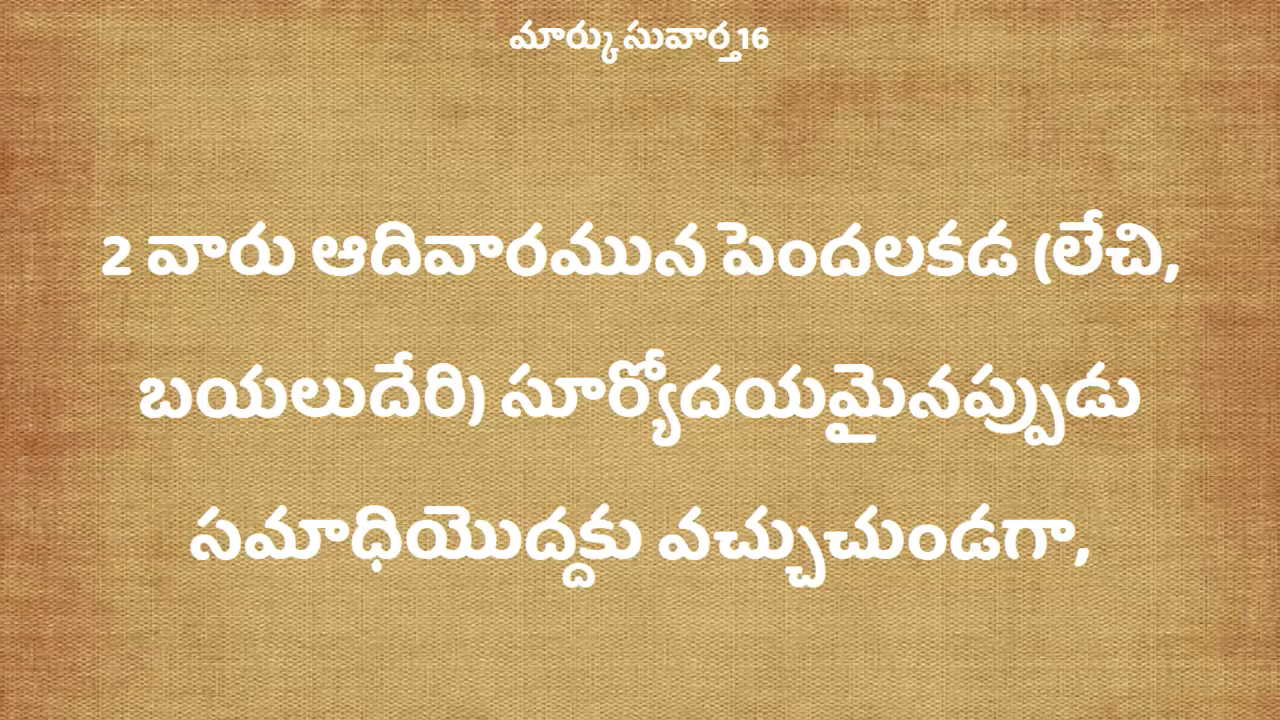 మార్కు సువార్త16
2 వారు ఆదివారమున పెందలకడ (లేచి,
బయలుదేరి) సూర్యోదయమైనప్పుడు
సమాధియొద్దకు వచ్చుచుండగా,